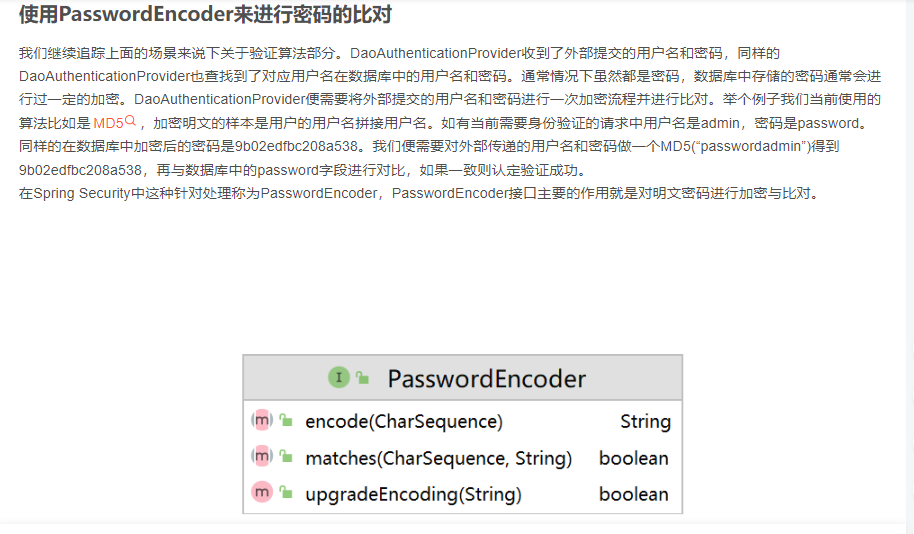 使用PasswordEncoder来进行密码的比对
我们继续追踪上面的场景来说下关于验证算法部分。DaoAuthenticationProvider收到了外部提交的用户名和密码，同样的
DaoAuthenticationProvider也查找到了对应用户名在数据库中的用户名和密码。通常情况下虽然都是密码，数据库中存储的密码通常会进
行过一定的加密。DaoAuthenticationProvider便需要将外部提交的用户名和密码进行一次加密流程并进行比对。举个例子我们当前使用的
算法比如是 MD5，加密明文的样本是用户的用户名拼接用户名。如有当前需要身份验证的请求中用户名是admin，密码是password。
同样的在数据库中加密后的密码是9b02edfbc208a538。我们便需要对外部传递的用户名和密码做一个MD5(“passwordadmin”)得到
9b02edfbc208a538，再与数据库中的password字段进行对比，如果一致则认定验证成功。
在Spring Security中这种针对处理称为PasswordEncoder，PasswordEncoder接口主要的作用就是对明文密码进行加密与比对。
I PasswordEncoder
m encode(CharSequence) String
m matches(CharSequence, String) boolean
m upgradeEncoding(String) boolean